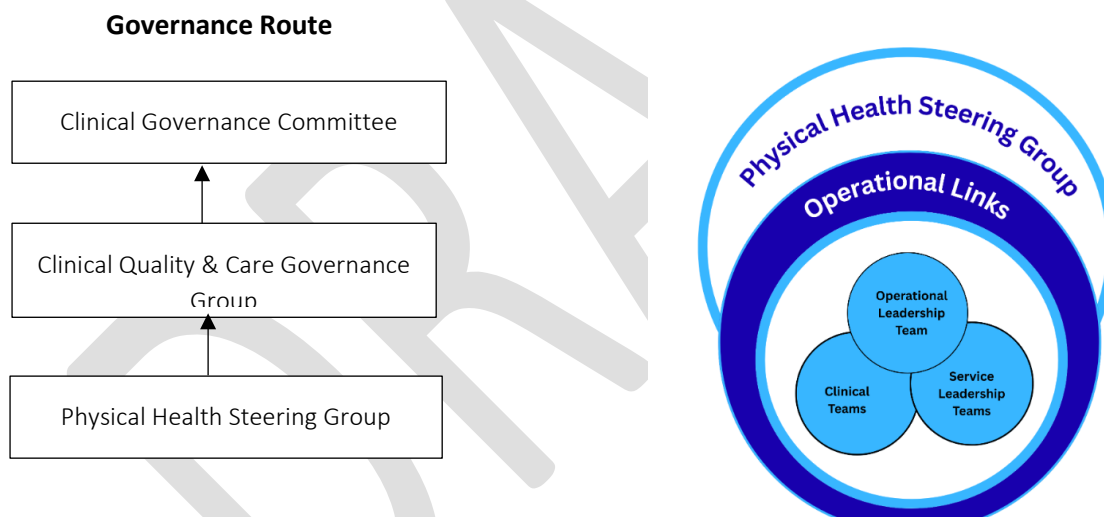 Governance Route
Clinical Governance Committee
Clinical Quality & Care Governance
Group
Physical Health Steering Group
Physical Health Steering Group
Operational Links
Operational
Leadership
Team
Clinical
Teams
Service
Leadership
Teams
DRA